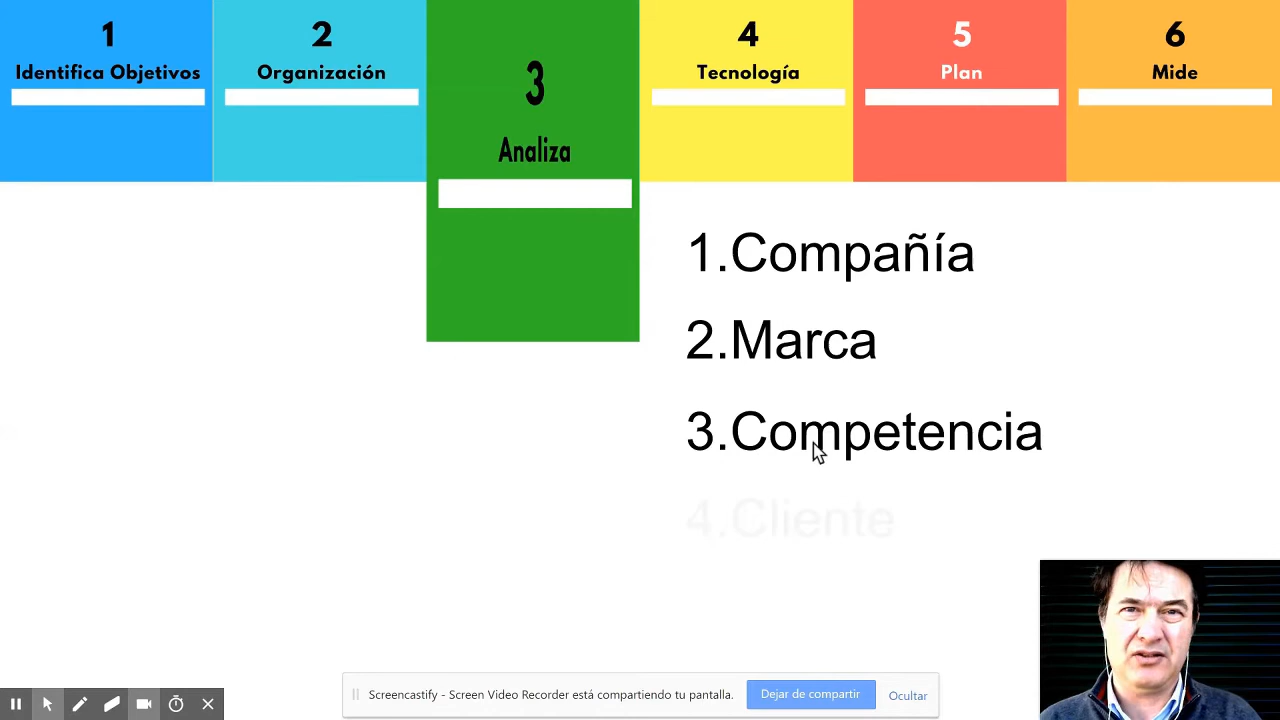 1
Identifica Objetivos
2
Organización
3
Analiza
4
Tecnología
5
Plan
6
Mide
1.Compañía
2.Marca
3.Competencia
4.Cliente
Screencastify - Screen Video Recorder está compartiendo tu pantalla.
Dejar de compartir
Ocultar